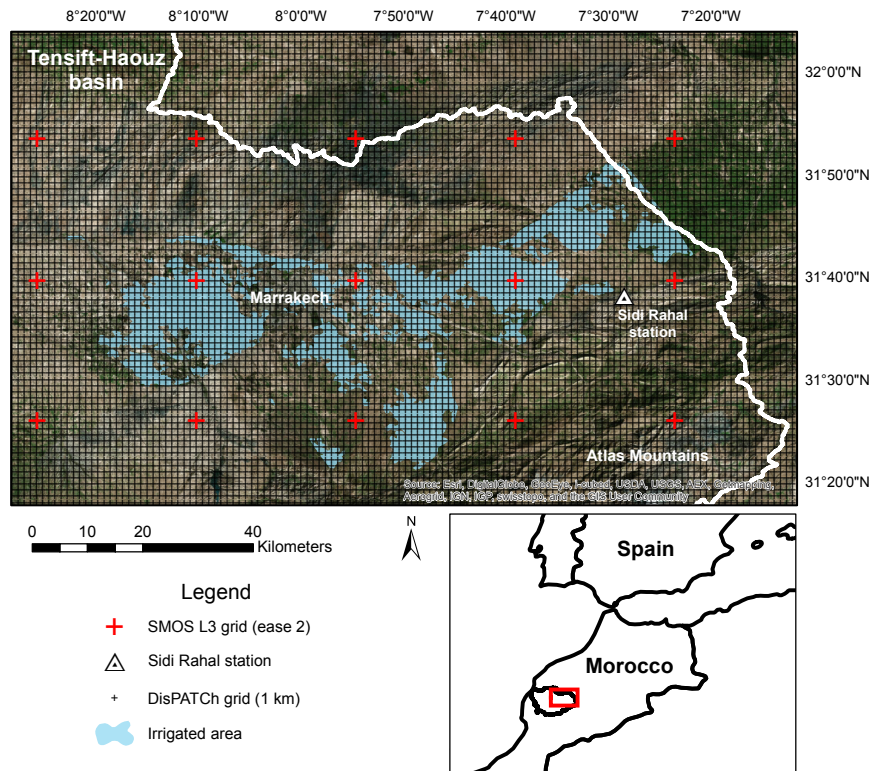 8°20'0"W 8°10'0"W 8°0'0"W 7°50'0"W 7°40'0"W 7°30'0"W 7°20'0"W
Tensift-Haouz
basin
32°0'0"N
31°50'0"N
31°40'0"N
Marrakech
Sidi Rahal
station
31°30'0"N
Atlas Mountains
31°20'0"N
Source: Esri, DigitalGlobe, GeoEye, i-cubed, USDA, USGS, AEX, Getmapping,
Aerogrid, IGN, IGP, swisstopo, and the GIS User Community
0 10 20 40
Kilometers
N
Legend
SMOS L3 grid (ease 2)
Sidi Rahal station
DisPATCh grid (1 km)
Irrigated area
Spain
Morocco